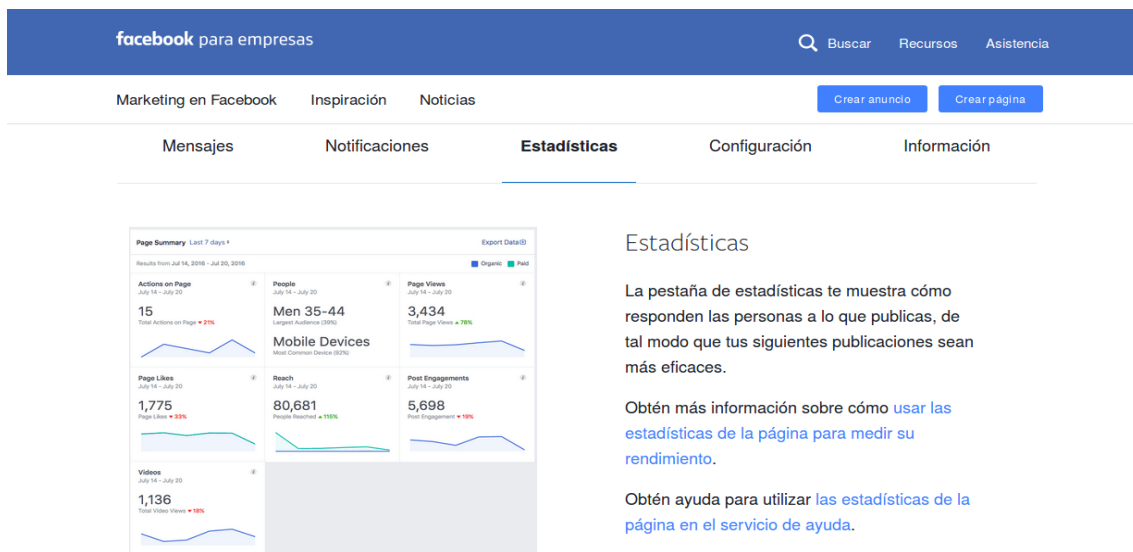 facebook para empresas
Buscar Recursos Asistencia
Marketing en Facebook Inspiración Noticias
Crear anuncio Crear página
Mensajes Notificaciones Estadísticas Configuración Información
Page Summary Last 7 days
Export Data
Results from Jul 14, 2016 - Jul 20, 2016
Organic Paid
Actions on Page
July 14 - July 20
15
Total Actions on Page ▾ 21%
People
July 14 - July 20
Men 35-44
Largest Audience (39%)
Mobile Devices
Most Common Device (92%)
Page Views
July 14 - July 20
3,434
Total Page Views ▴ 78%
Page Likes
July 14 - July 20
1,775
Page Likes ▾ 33%
Reach
July 14 - July 20
80,681
People Reached ▴ 115%
Post Engagements
July 14 - July 20
5,698
Post Engagement ▾ 19%
Videos
July 14 - July 20
1,136
Total Video Views ▾ 18%
Estadísticas
La pestaña de estadísticas te muestra cómo
responden las personas a lo que publicas, de
tal modo que tus siguientes publicaciones sean
más eficaces.
Obtén más información sobre cómo usar las
estadísticas de la página para medir su
rendimiento.
Obtén ayuda para utilizar las estadísticas de la
página en el servicio de ayuda.